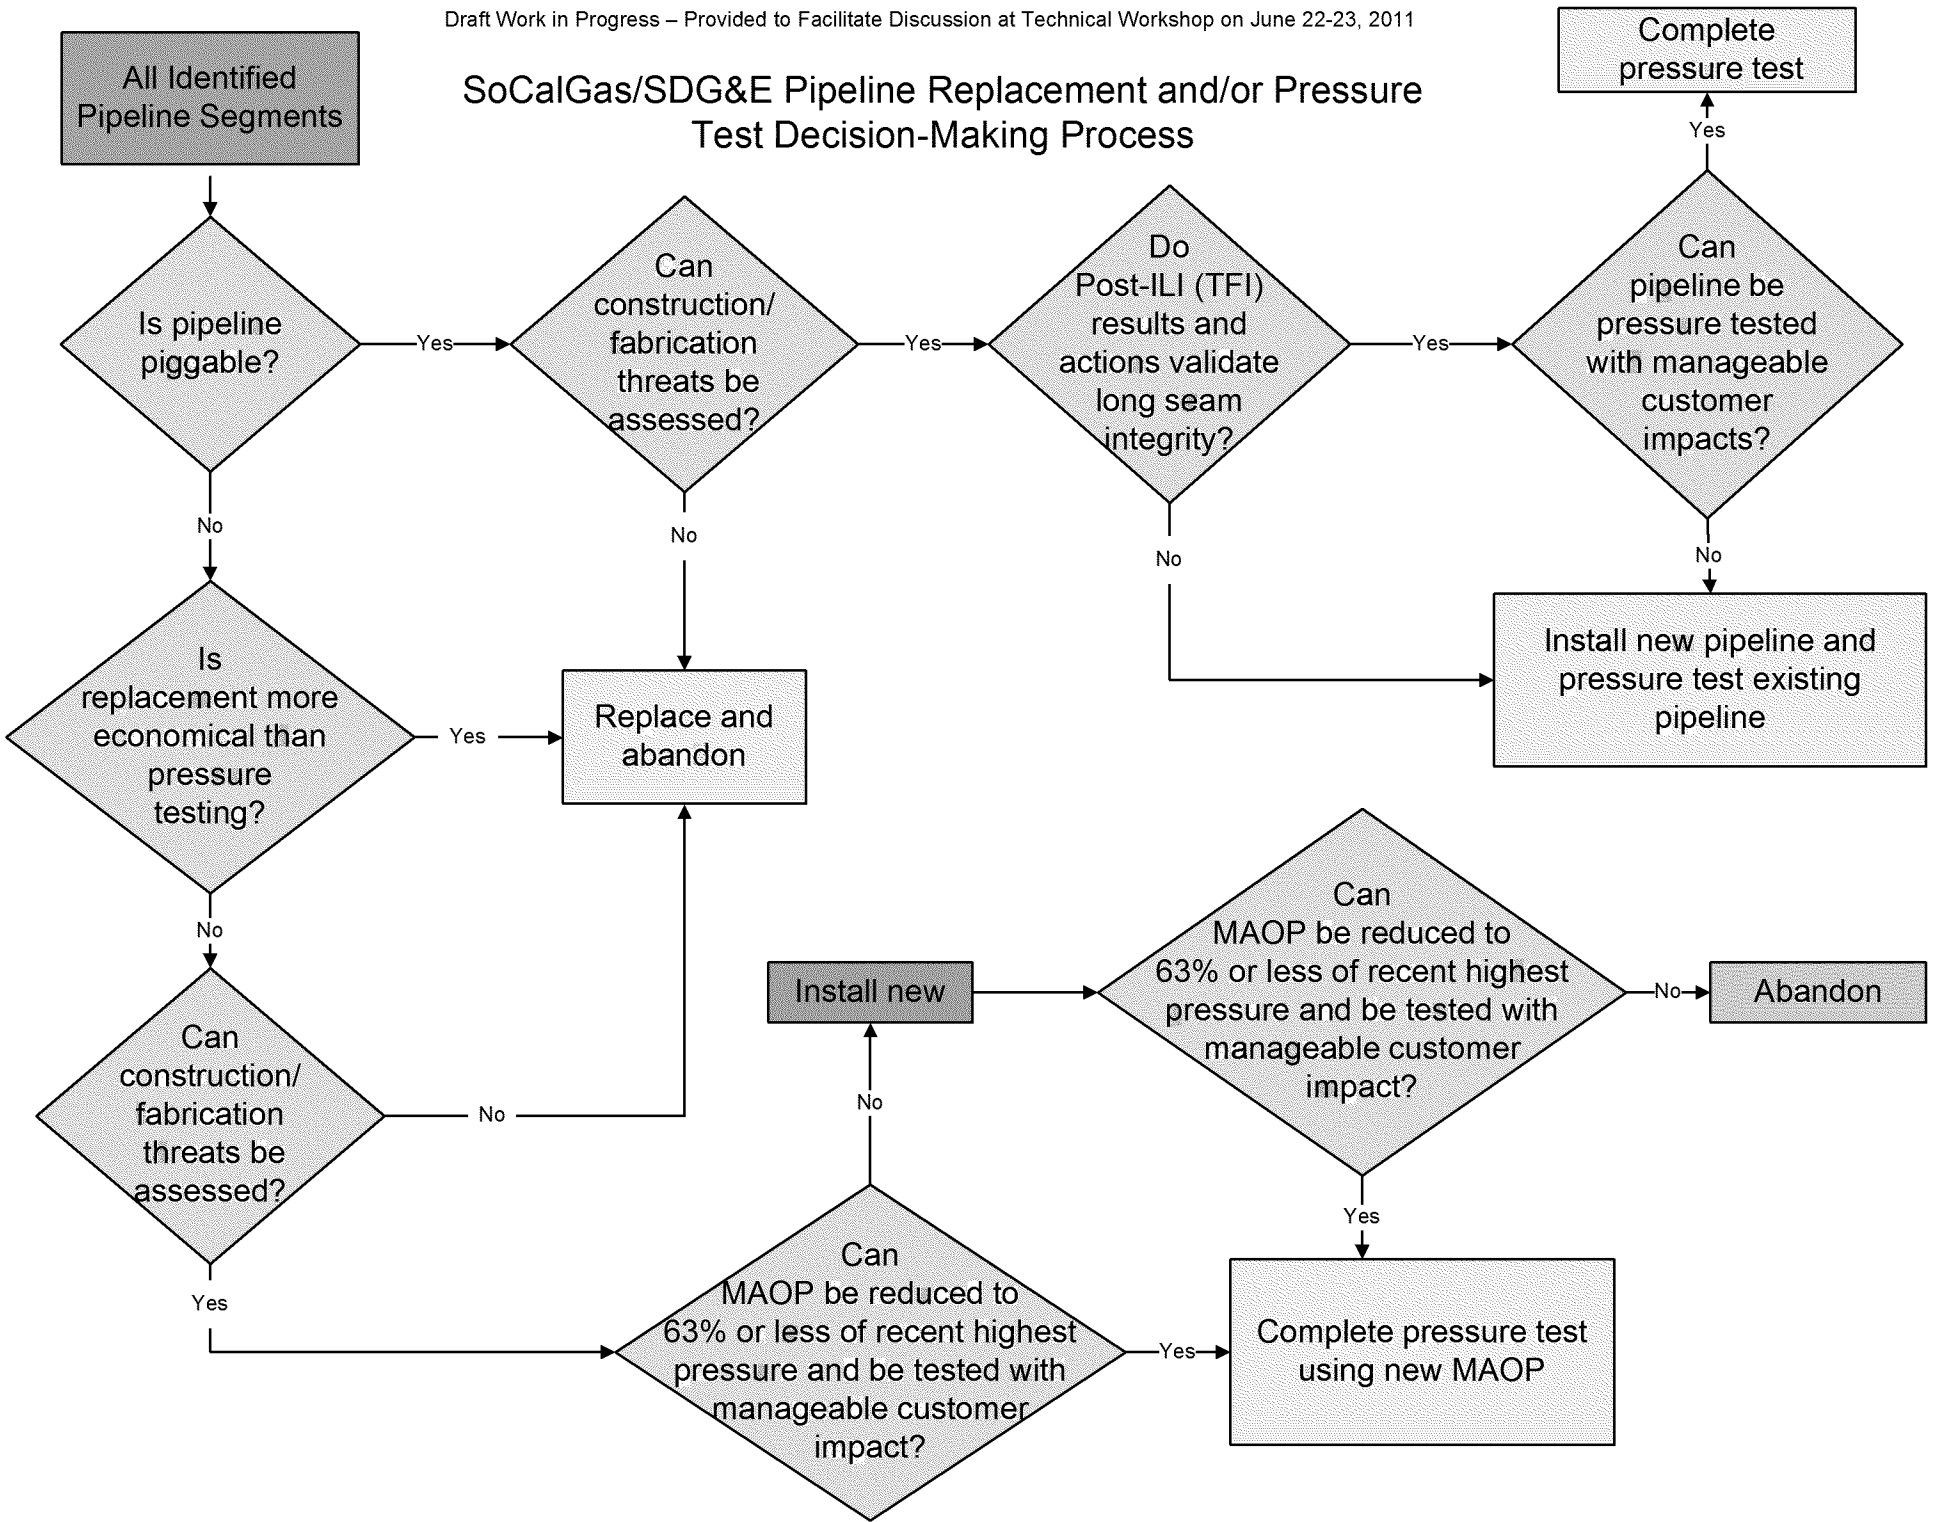 Draft Work in Progress – Provided to Facilitate Discussion at Technical Workshop on June 22-23, 2011
SoCalGas/SDG&E Pipeline Replacement and/or Pressure
Test Decision-Making Process
All Identified
Pipeline Segments
Is pipeline
piggable?
Yes
Can
construction/
fabrication
threats be
assessed?
Yes
Do
Post-ILI (TFI)
results and
actions validate
long seam
integrity?
Yes
Can
pipeline be
pressure tested
with manageable
customer
impacts?
Yes
Complete
pressure test
No
No
No
No
Install new pipeline and
pressure test existing
pipeline
Is
replacement more
economical than
pressure
testing?
Yes
Replace and
abandon
No
Can
construction/
fabrication
threats be
assessed?
No
Yes
Can
MAOP be reduced to
63% or less of recent highest
pressure and be tested with
manageable customer
impact?
No
Install new
Can
MAOP be reduced to
63% or less of recent highest
pressure and be tested with
manageable customer
impact?
No
Abandon
Yes
Yes
Complete pressure test
using new MAOP